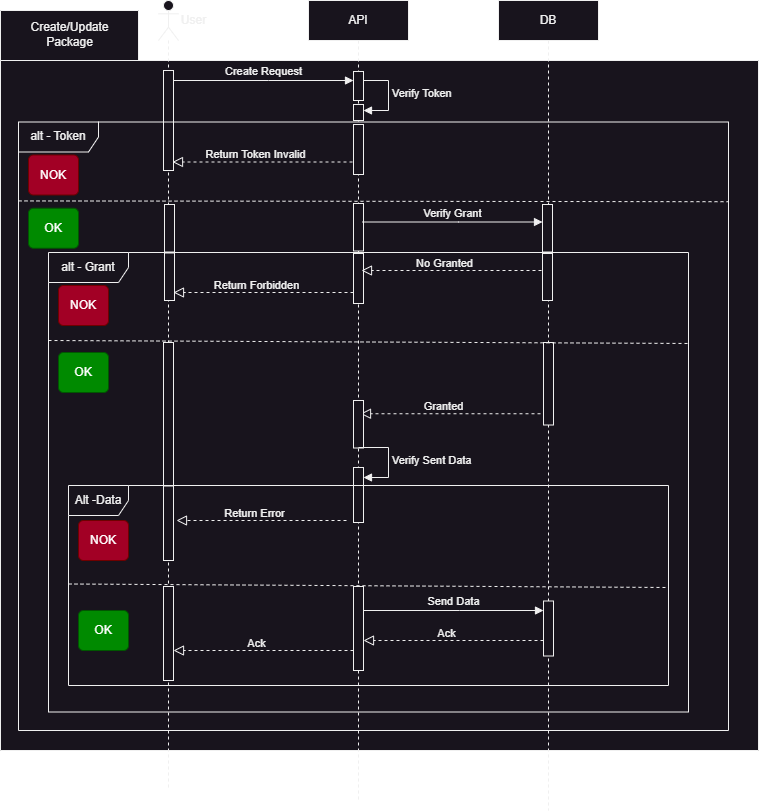 Create/Update
Package
User
API
DB
Create Request
Verify Token
alt - Token
Return Token Invalid
NOK
OK
Verify Grant
alt - Grant
No Granted
Return Forbidden
NOK
OK
Granted
Verify Sent Data
Alt -Data
Return Error
NOK
Send Data
OK
Ack
Ack